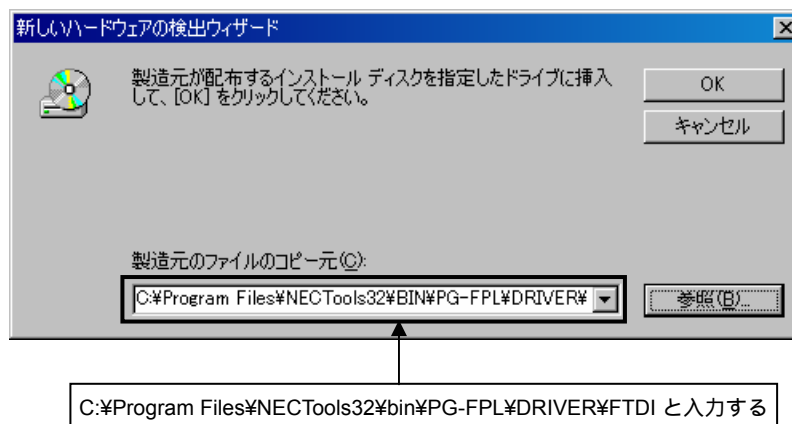 新しいハードウェアの検出ウィザード
製造元が配布するインストール ディスクを指定したドライブに挿入
して、[OK] をクリックしてください。
OK
キャンセル
製造元のファイルのコピー元(C):
C:¥Program Files¥NECTools32¥BIN¥PG-FPL¥DRIVER¥
参照(B)...
C:¥Program Files¥NECTools32¥bin¥PG-FPL¥DRIVER¥FTDI と入力する